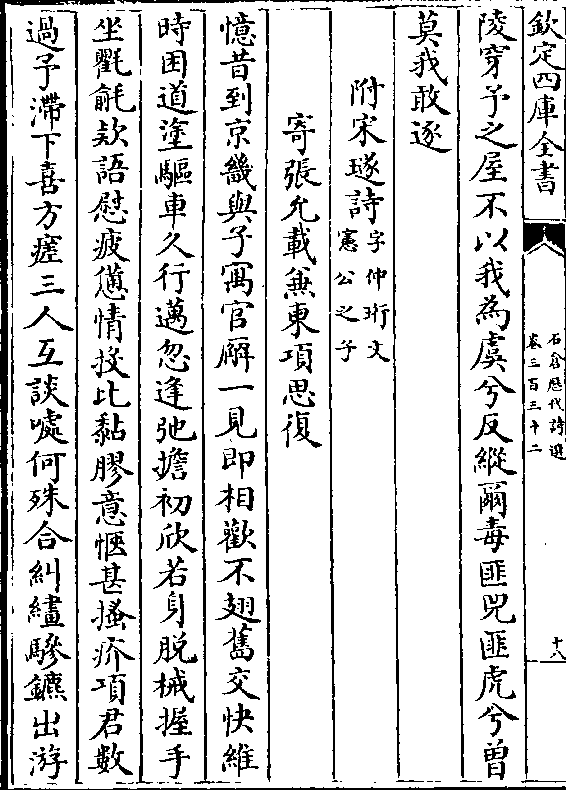 欽定四庫全書
石倉歷代詩選
卷三百三十二
十八
陵穿予之屋不以我為虞兮反縱爾毒匪兕匪虎兮曾
莫我敢逐
附宋璲詩字仲珩文
憲公之子
寄張允載兼柬項思復
憶昔到京畿與子寓官廨一見即相歡不翅舊交快維
時困道塗驅車久行邁忽逢弛擔初欣若身脱械握手
坐氍毹欵語慰疲憊情投比黏膠意愜甚搔疥項君數
過予滯下喜方瘥三人互談噱何殊合糾繣驂鑣出游